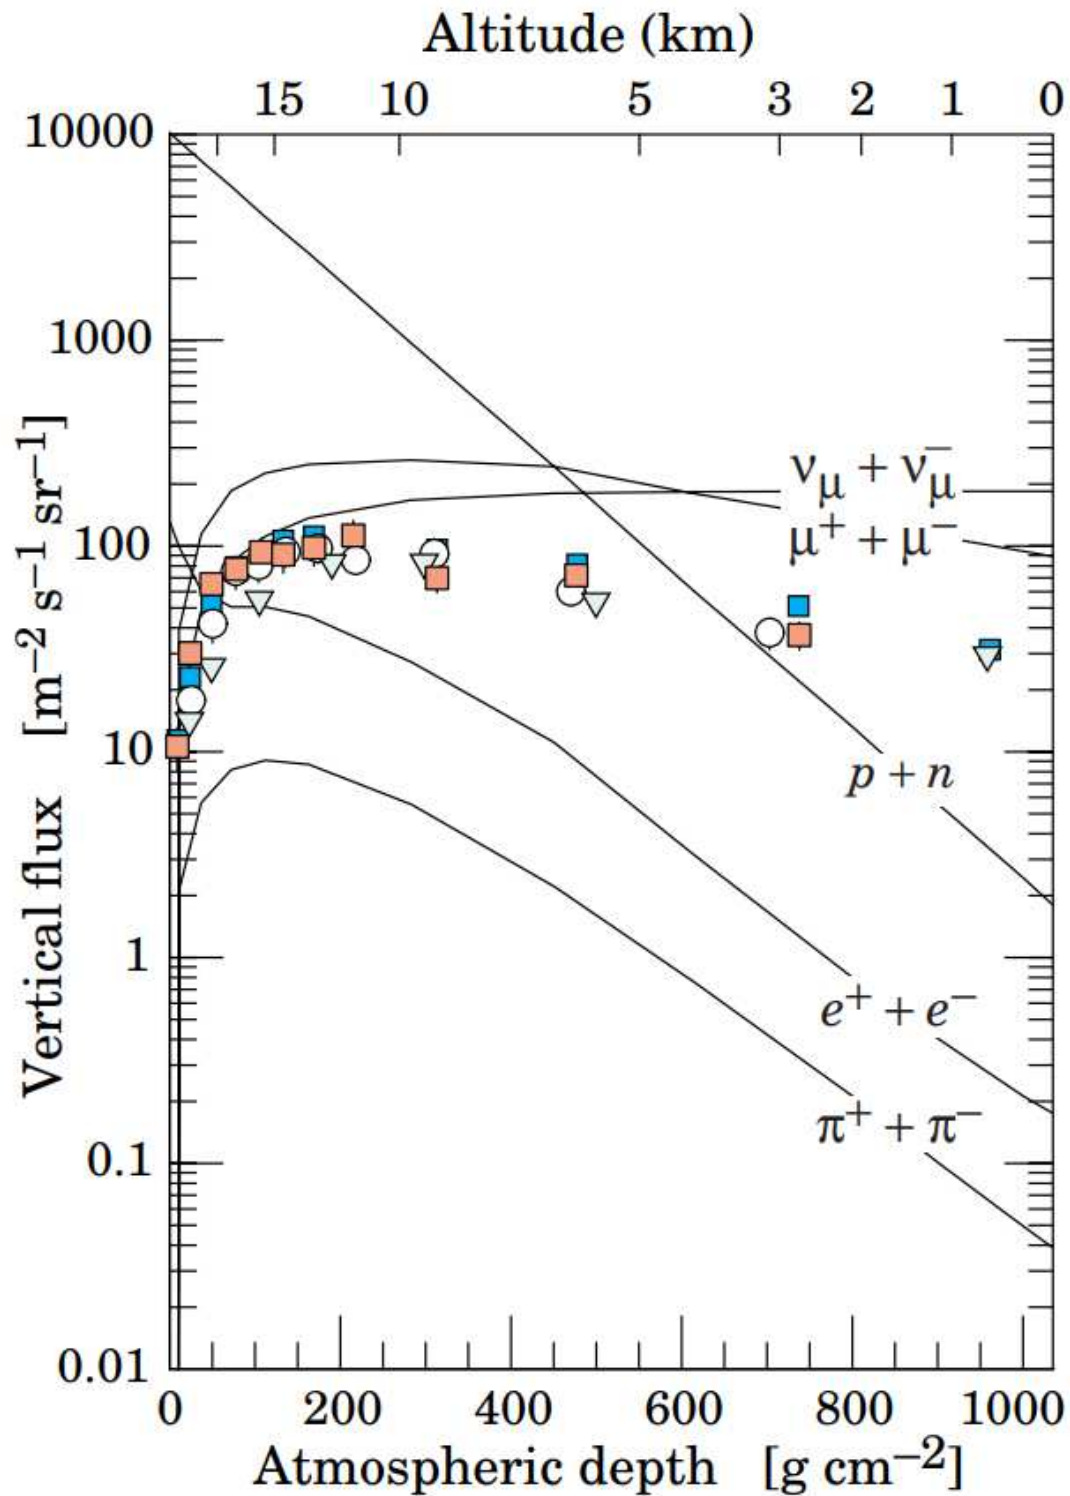 Altitude (km)
15 10 5 3 2 1 0
10000
1000
100
10
1
0.1
0.01
Vertical flux [m⁻² s⁻¹ sr⁻¹]
νμ + ν̅μ
μ⁺ + μ⁻
p + n
e⁺ + e⁻
π⁺ + π⁻
0 200 400 600 800 1000
Atmospheric depth [g cm⁻²]